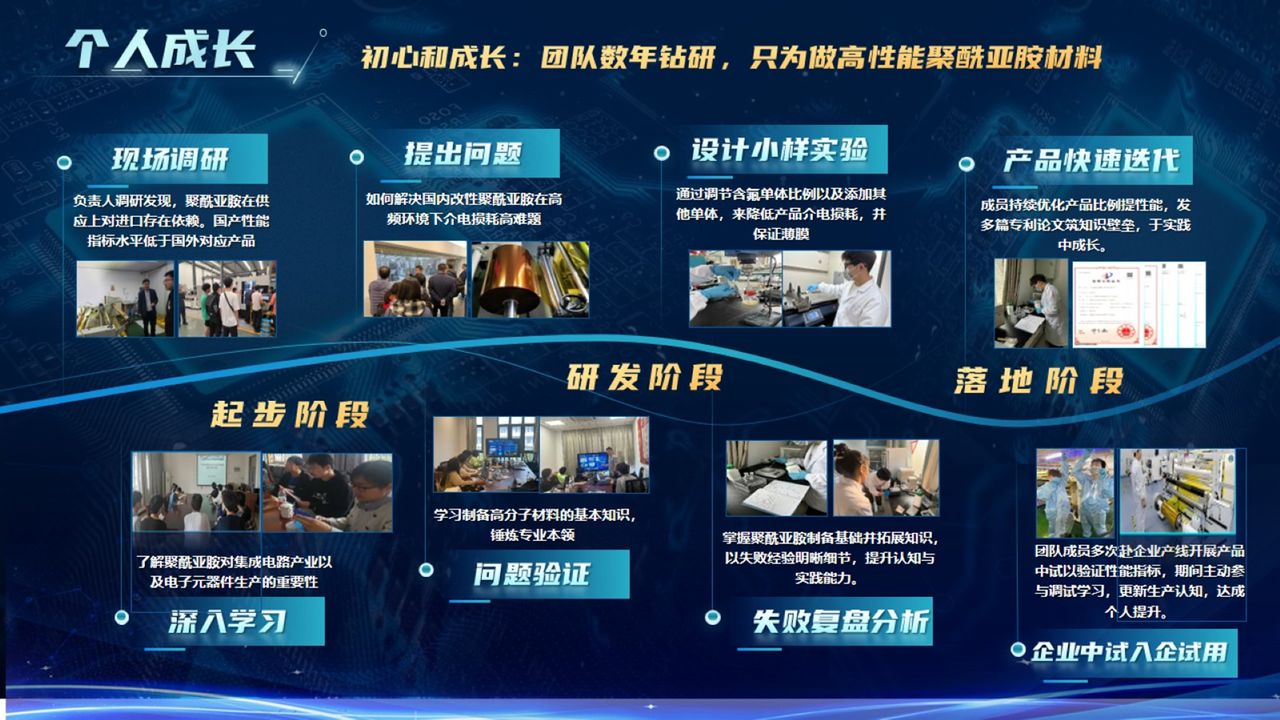 个人成长
初心和成长：团队数年钻研，只为做高性能聚酰亚胺材料
现场调研
负责人调研发现，聚酰亚胺在供
应上对进口存在依赖。国产性能
指标水平低于国外对应产品
提出问题
如何解决国内改性聚酰亚胺在高
频环境下介电损耗高难题
设计小样实验
通过调节含氟单体比例以及添加其
他单体，来降低产品介电损耗，并
保证薄膜
产品快速迭代
成员持续优化产品比例提性能，发
多篇专利论文筑知识壁垒，于实践
中成长。
起步阶段
研发阶段
落地阶段
了解聚酰亚胺对集成电路产业以
及电子元器件生产的重要性
深入学习
学习制备高分子材料的基本知识，
锤炼专业本领
问题验证
掌握聚酰亚胺制备基础并拓展知识，
以失败经验明晰细节，提升认知与
实践能力。
失败复盘分析
团队成员多次赴企业产线开展产品
中试以验证性能指标，期间主动参
与调试学习，更新生产认知，达成
个人提升。
企业中试入企试用